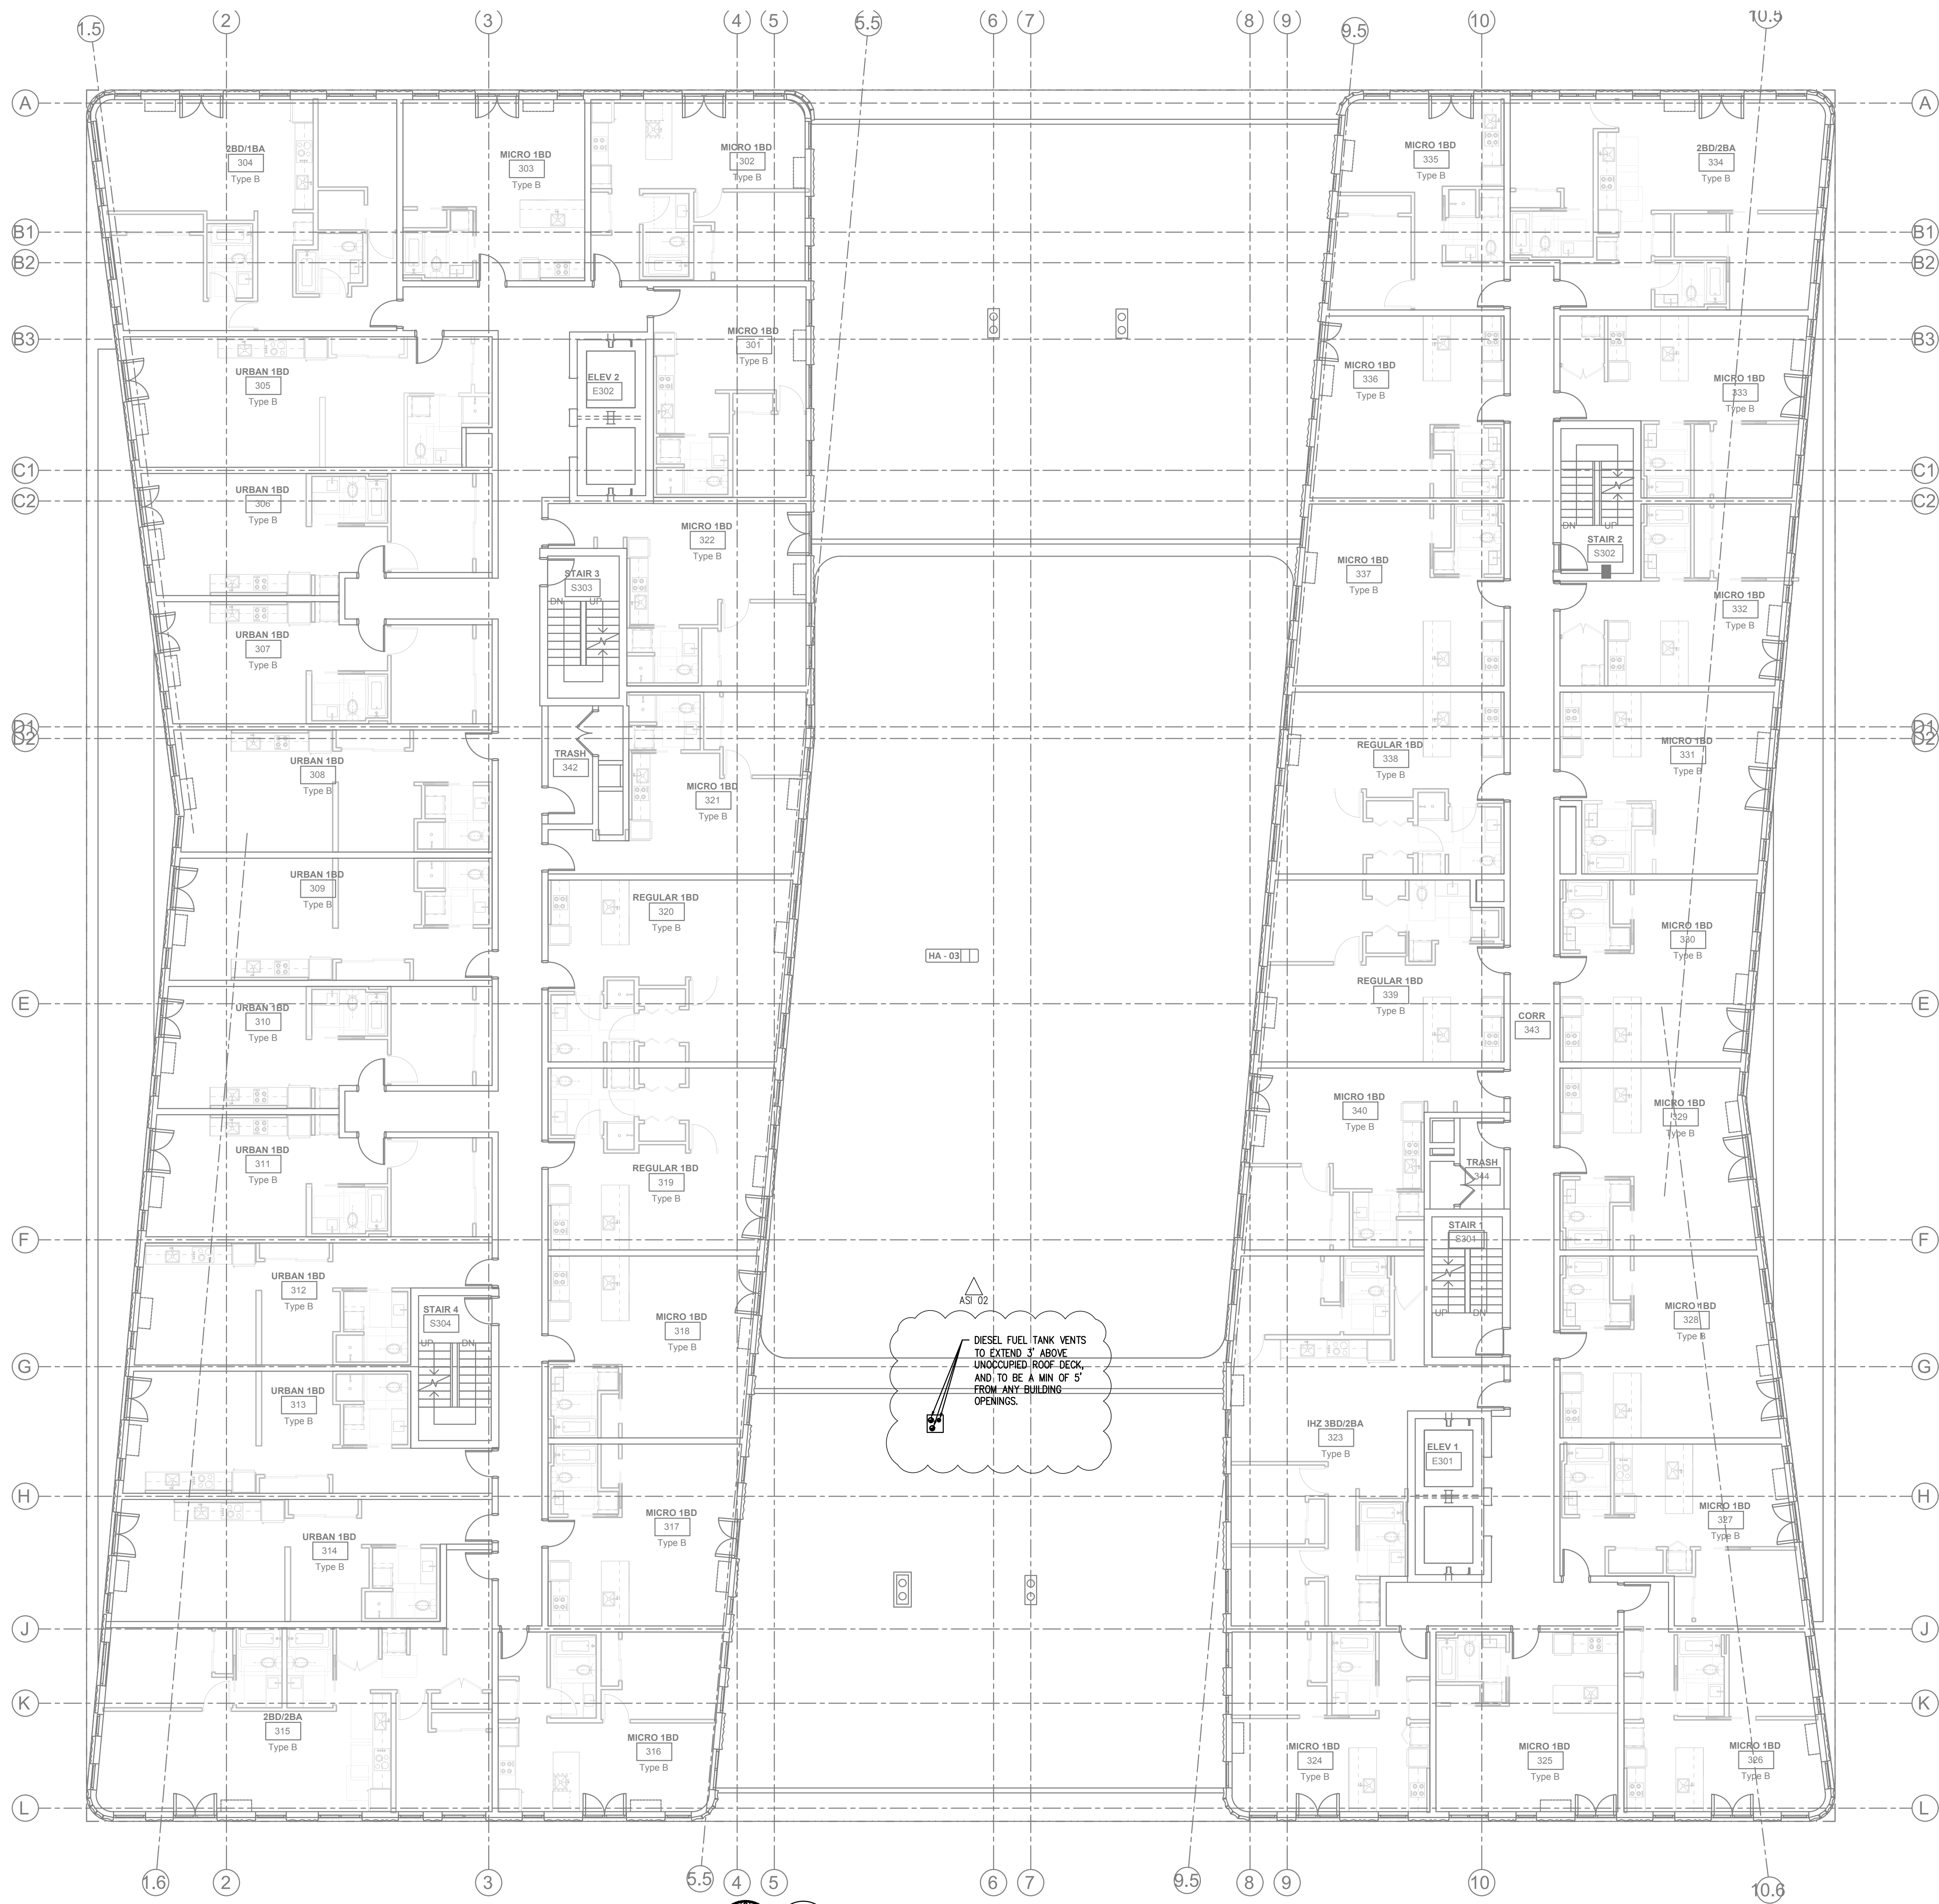 1.5
2
3
4
5
5.5
6
7
8
9
9.5
10
10.5
A
A
2BD/1BA
304
Type B
MICRO 1BD
303
Type B
MICRO 1BD
302
Type B
MICRO 1BD
335
Type B
2BD/2BA
334
Type B
B1
B1
B2
B2
B3
B3
MICRO 1BD
301
Type B
URBAN 1BD
305
Type B
ELEV 2
E302
MICRO 1BD
336
Type B
MICRO 1BD
333
Type B
C1
C1
C2
C2
URBAN 1BD
306
Type B
MICRO 1BD
322
Type B
DN
UP
STAIR 2
S302
STAIR 3
S303
DN
UP
MICRO 1BD
337
Type B
MICRO 1BD
332
Type B
URBAN 1BD
307
Type B
D1
D1
D2
D2
URBAN 1BD
308
Type B
TRASH
342
MICRO 1BD
321
Type B
REGULAR 1BD
338
Type B
MICRO 1BD
331
Type B
URBAN 1BD
309
Type B
REGULAR 1BD
320
Type B
HA - 03
MICRO 1BD
330
Type B
E
E
URBAN 1BD
310
Type B
REGULAR 1BD
339
Type B
CORR
343
MICRO 1BD
340
Type B
MICRO 1BD
329
Type B
URBAN 1BD
311
Type B
REGULAR 1BD
319
Type B
TRASH
344
F
F
STAIR 1
S301
UP
DN
URBAN 1BD
312
Type B
STAIR 4
S304
UP
DN
MICRO 1BD
318
Type B
ASI 02
DIESEL FUEL TANK VENTS
TO EXTEND 3' ABOVE
UNOCCUPIED ROOF DECK,
AND TO BE A MIN OF 5'
FROM ANY BUILDING
OPENINGS.
MICRO 1BD
328
Type B
G
G
URBAN 1BD
313
Type B
IHZ 3BD/2BA
323
Type B
ELEV 1
E301
H
H
URBAN 1BD
314
Type B
MICRO 1BD
317
Type B
MICRO 1BD
327
Type B
J
J
K
K
2BD/2BA
315
Type B
MICRO 1BD
316
Type B
MICRO 1BD
324
Type B
MICRO 1BD
325
Type B
MICRO 1BD
326
Type B
L
L
1.6
2
3
5.5
4
5
6
7
9.5
8
9
10
10.6